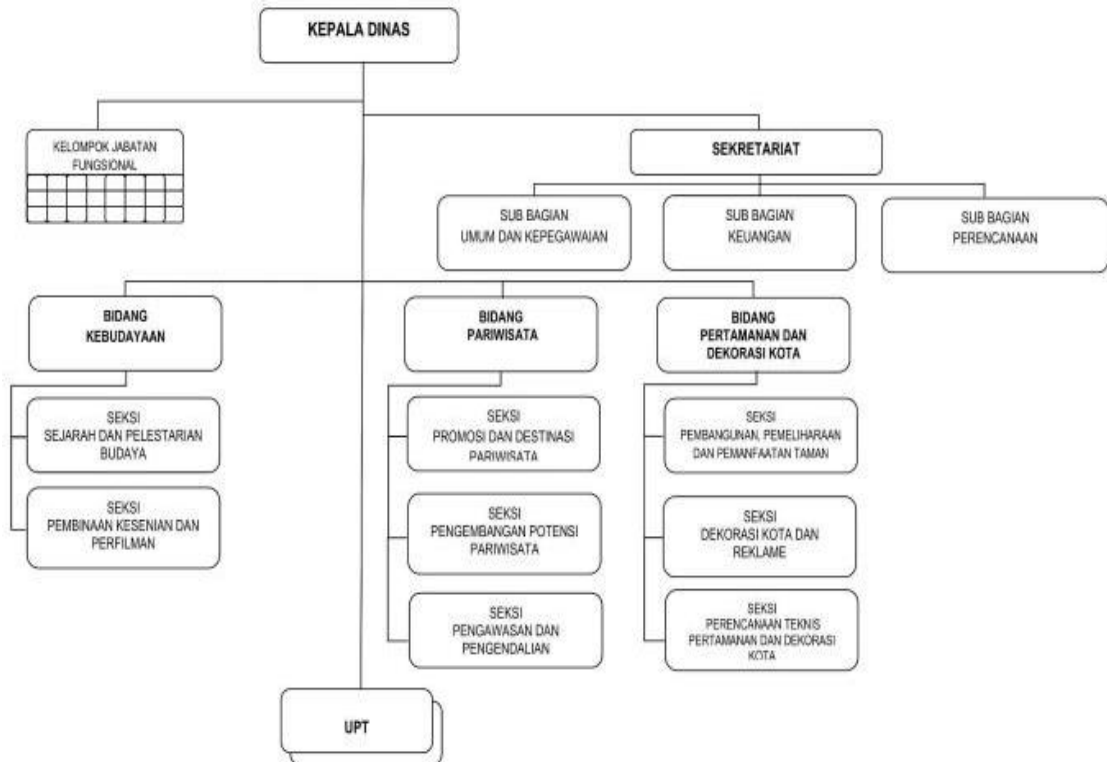 KEPALA DINAS
KELOMPOK JABATAN
FUNGSIONAL
SEKRETARIAT
SUB BAGIAN
UMUM DAN KEPEGAWAIAN
SUB BAGIAN
KEUANGAN
SUB BAGIAN
PERENCANAAN
BIDANG
KEBUDAYAAN
BIDANG
PARIWISATA
BIDANG
PERTAMANAN DAN
DEKORASI KOTA
SEKSI
SEJARAH DAN PELESTARIAN
BUDAYA
SEKSI
PEMBINAAN KESENIAN DAN
PERFILMAN
SEKSI
PROMOSI DAN DESTINASI
PARIWISATA
SEKSI
PENGEMBANGAN POTENSI
PARIWISATA
SEKSI
PENGAWASAN DAN
PENGENDALIAN
SEKSI
PEMBANGUNAN, PEMELIHARAAN
DAN PEMANFAATAN TAMAN
SEKSI
DEKORASI KOTA DAN
REKLAME
SEKSI
PERENCANAAN TEKNIS
PERTAMANAN DAN DEKORASI
KOTA
UPT